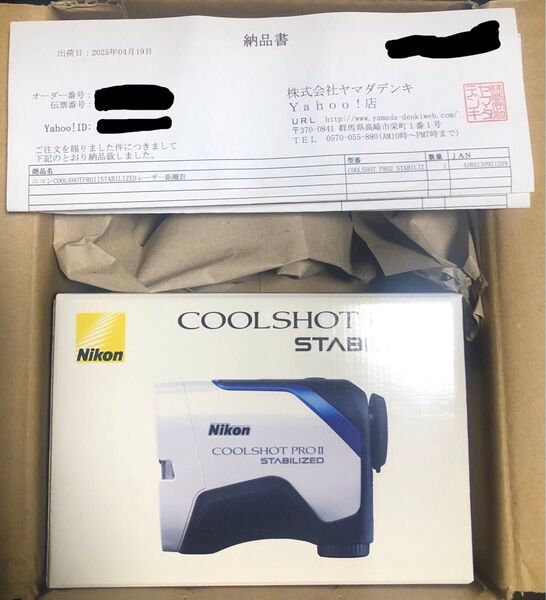 納品書
出荷日：2025年04月19日
オーダー番号：
伝票番号：
Yahoo!ID：
ご注文を賜りました件につきまして
下記のとおり納品致しました。
株式会社ヤマダデンキ
Yahoo!店
URL http://www.yamada-denkiweb.com/
〒370-0841 群馬県高崎市栄町1番1号
TEL 0570-055-880(AM10時～PM7時まで)
商品名 型番 数量 JAN
ニコンCOOLSHOTPROIISTABILIZEDレーザー距離計 COOLSHOT PRO2 STABILIZ 1 4580130921209
Nikon
COOLSHOT
STABI
Nikon
COOLSHOT PROII
STABILIZED